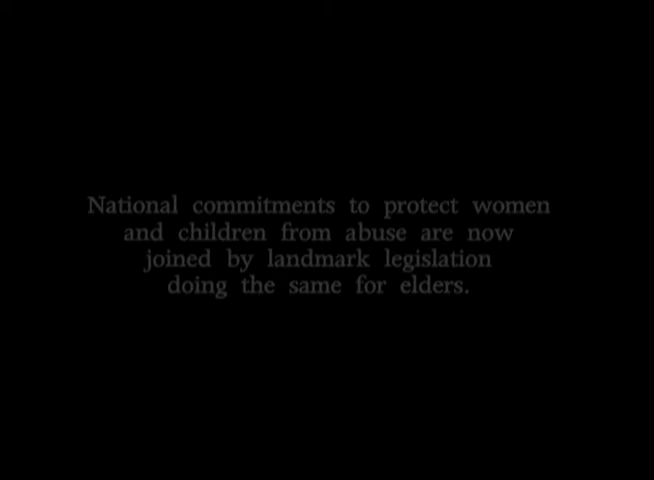 National commitments to protect women
and children from abuse are now
joined by landmark legislation
doing the same for elders.